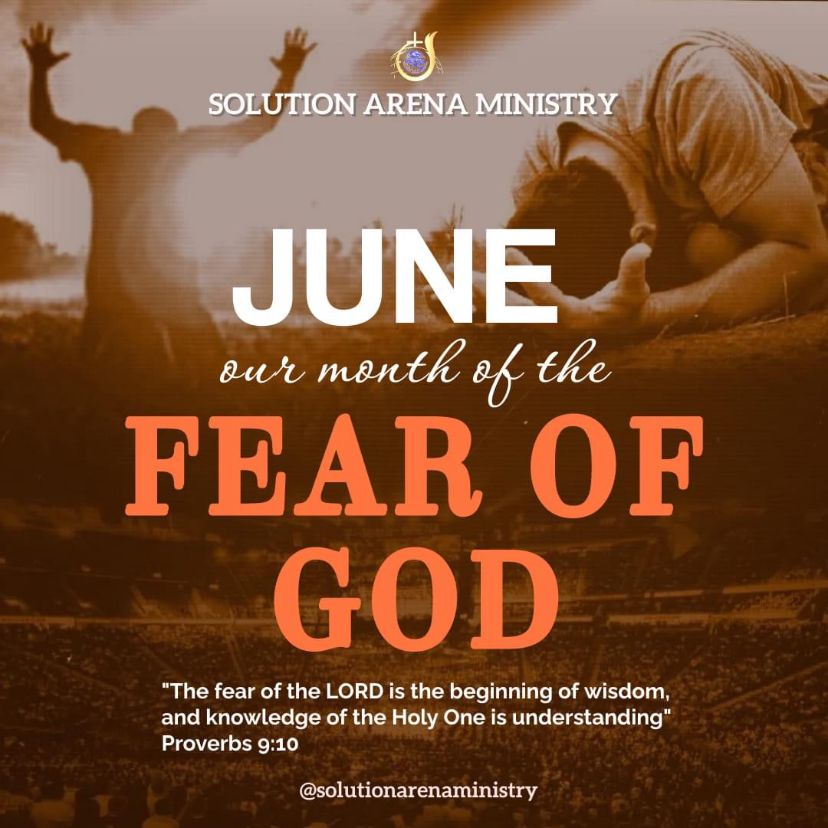 SOLUTION ARENA MINISTRY
JUNE
our month of the
FEAR OF
GOD
"The fear of the LORD is the beginning of wisdom,
and knowledge of the Holy One is understanding"
Proverbs 9:10
@solutionarenaministry